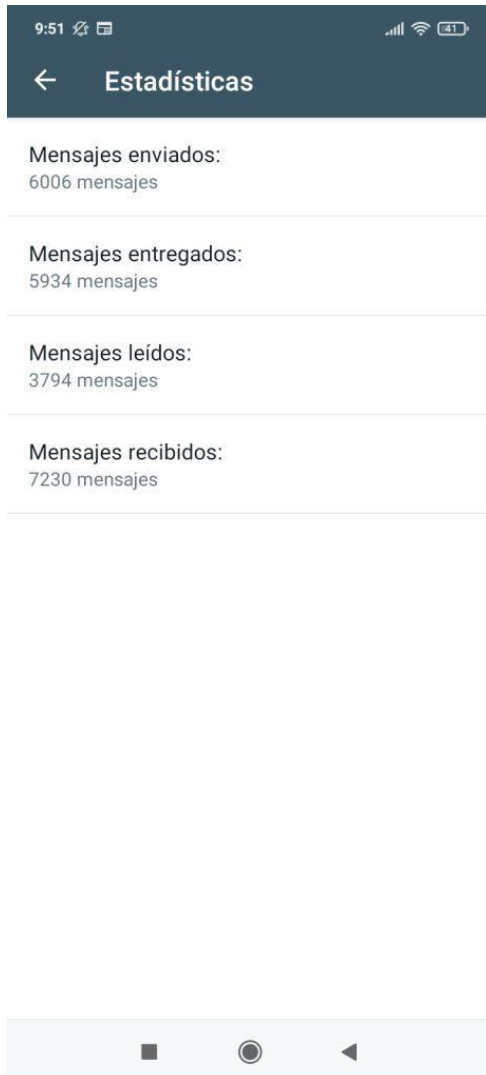 9:51 41
Estadísticas
Mensajes enviados:
6006 mensajes
Mensajes entregados:
5934 mensajes
Mensajes leídos:
3794 mensajes
Mensajes recibidos:
7230 mensajes